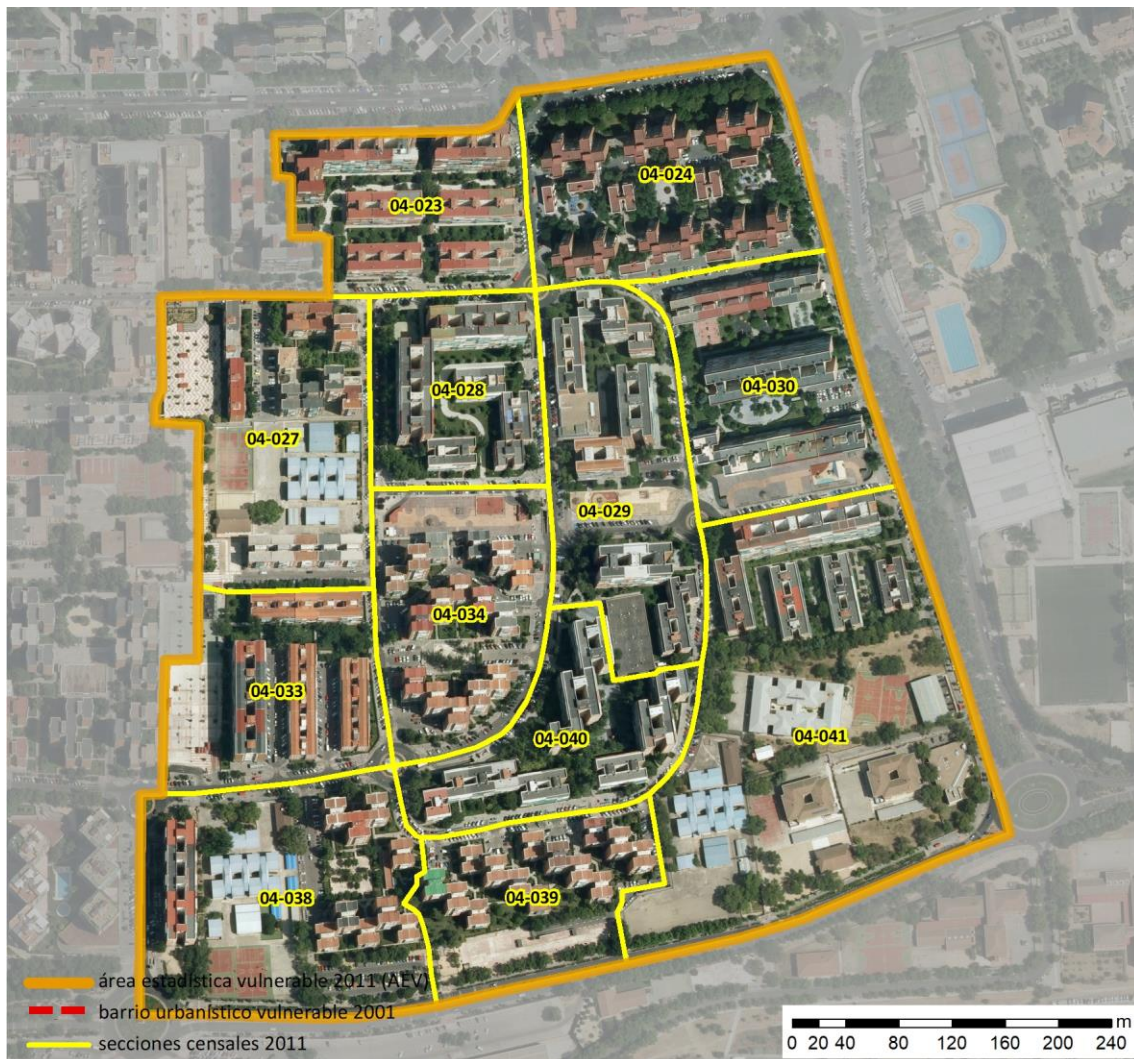 04-024
04-023
04-030
04-028
04-027
04-029
04-034
04-033
04-040
04-041
04-038
04-039
área estadística vulnerable 2011 (AEV)
barrio urbanístico vulnerable 2001
secciones censales 2011
m
0 20 40 80 120 160 200 240